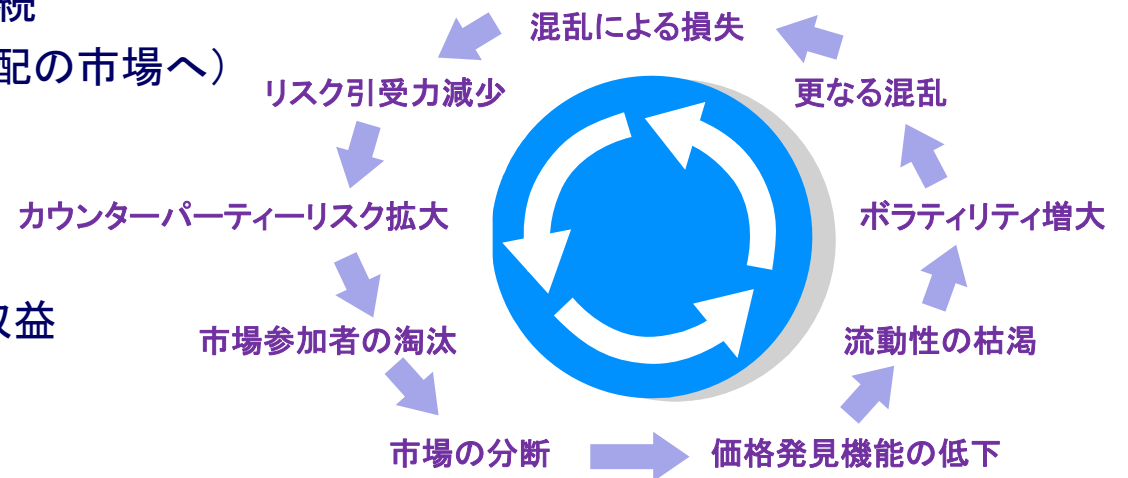 続
混乱による損失
配の市場へ）
リスク引受力減少
更なる混乱
カウンターパーティーリスク拡大
ボラティリティ増大
収益
市場参加者の淘汰
流動性の枯渇
市場の分断
価格発見機能の低下